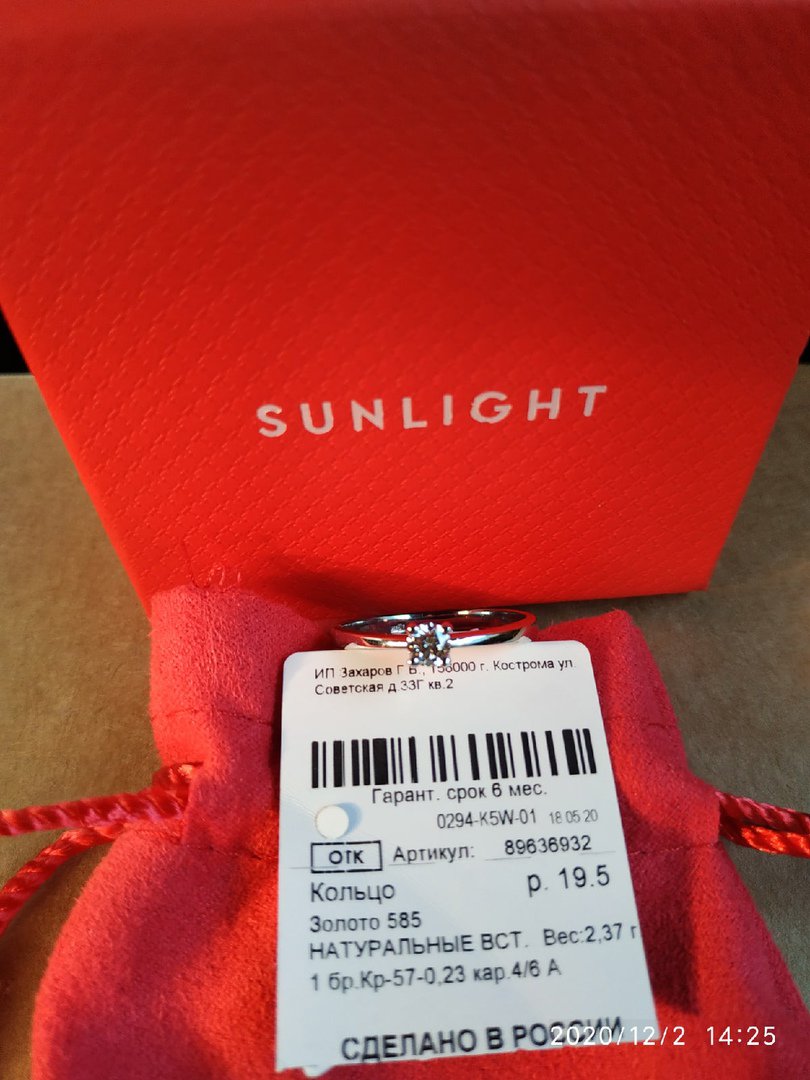 SUNLIGHT
ИП Захаров Г В., 156000 г. Кострома ул.
Советская д.33Г кв.2
Гарант. срок 6 мес.
0294-К5W-01 18.05.20
ОТК Артикул: 89636932
Кольцо р. 19.5
Золото 585
НАТУРАЛЬНЫЕ ВСТ. Вес:2,37 г
1 бр.Кр-57-0,23 кар.4/6 А
СДЕЛАНО В РОССИИ
2020/12/2 14:25